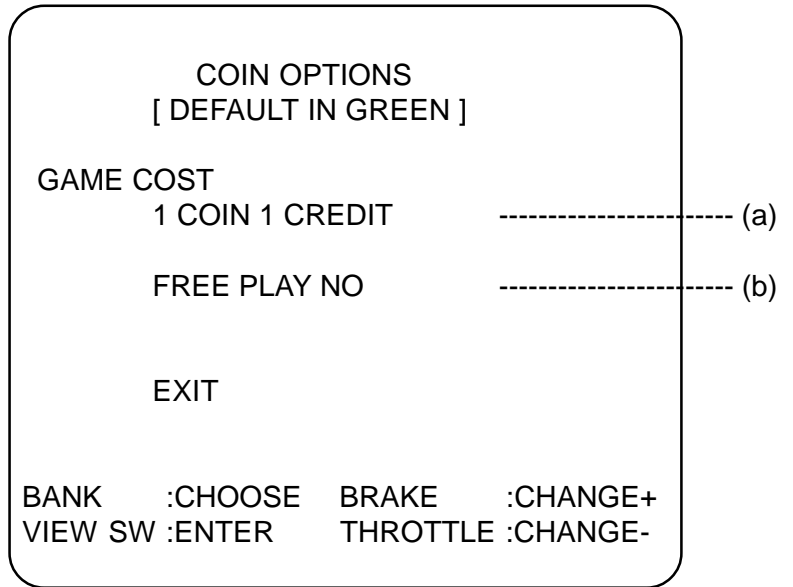 COIN OPTIONS
[ DEFAULT IN GREEN ]
GAME COST
1 COIN 1 CREDIT ----------------------- (a)
FREE PLAY NO ----------------------- (b)
EXIT
BANK :CHOOSE BRAKE :CHANGE+
VIEW SW :ENTER THROTTLE :CHANGE-